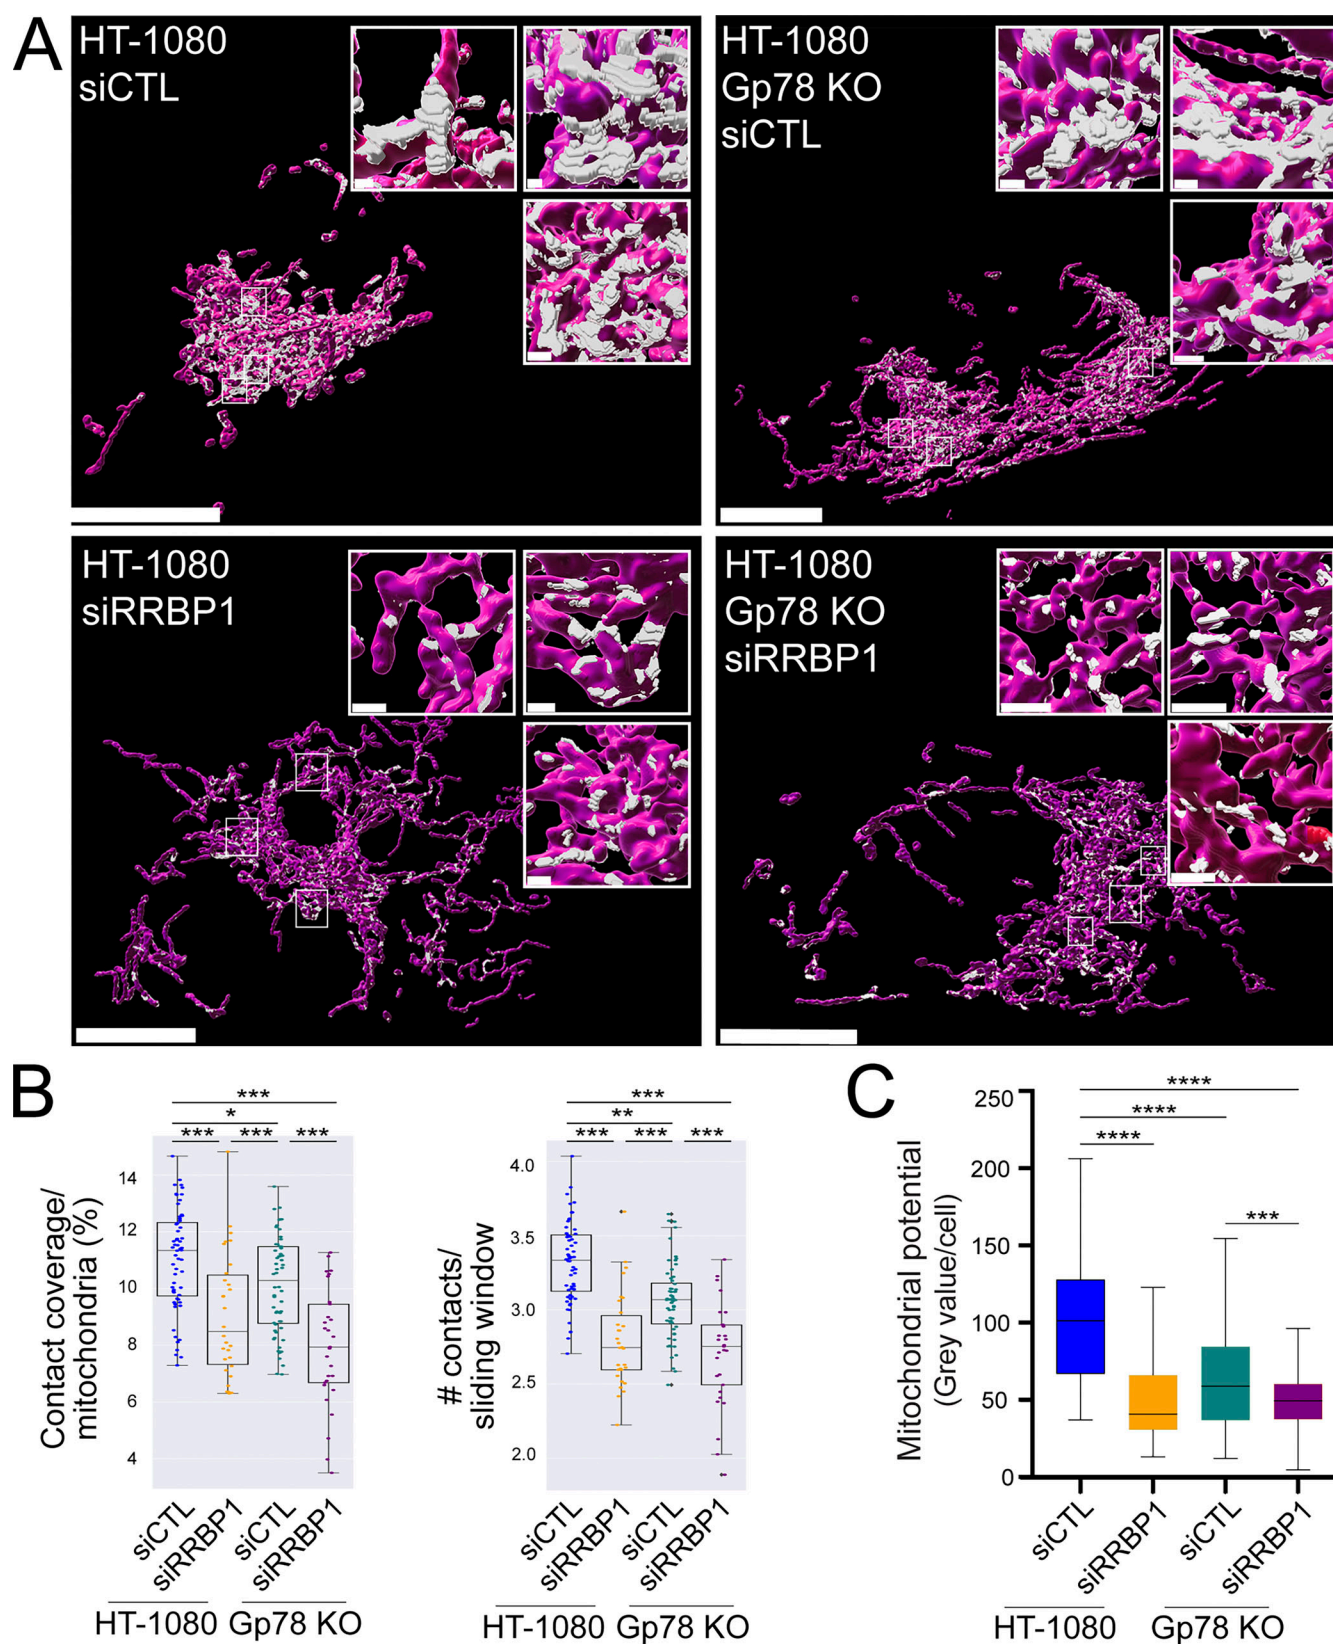 A
HT-1080
siCTL
HT-1080
Gp78 KO
siCTL
HT-1080
siRRBP1
HT-1080
Gp78 KO
siRRBP1
B
Contact coverage/
mitochondria (%)
14
12
10
8
6
4
***
*
*** *** ***
siCTL
siRRBP1
siCTL
siRRBP1
HT-1080 Gp78 KO
# contacts/
sliding window
4.0
3.5
3.0
2.5
2.0
***
**
*** *** ***
siCTL
siRRBP1
siCTL
siRRBP1
HT-1080 Gp78 KO
C
Mitochondrial potential
(Grey value/cell)
250
200
150
100
50
0
****
****
****
***
siCTL
siRRBP1
siCTL
siRRBP1
HT-1080 Gp78 KO